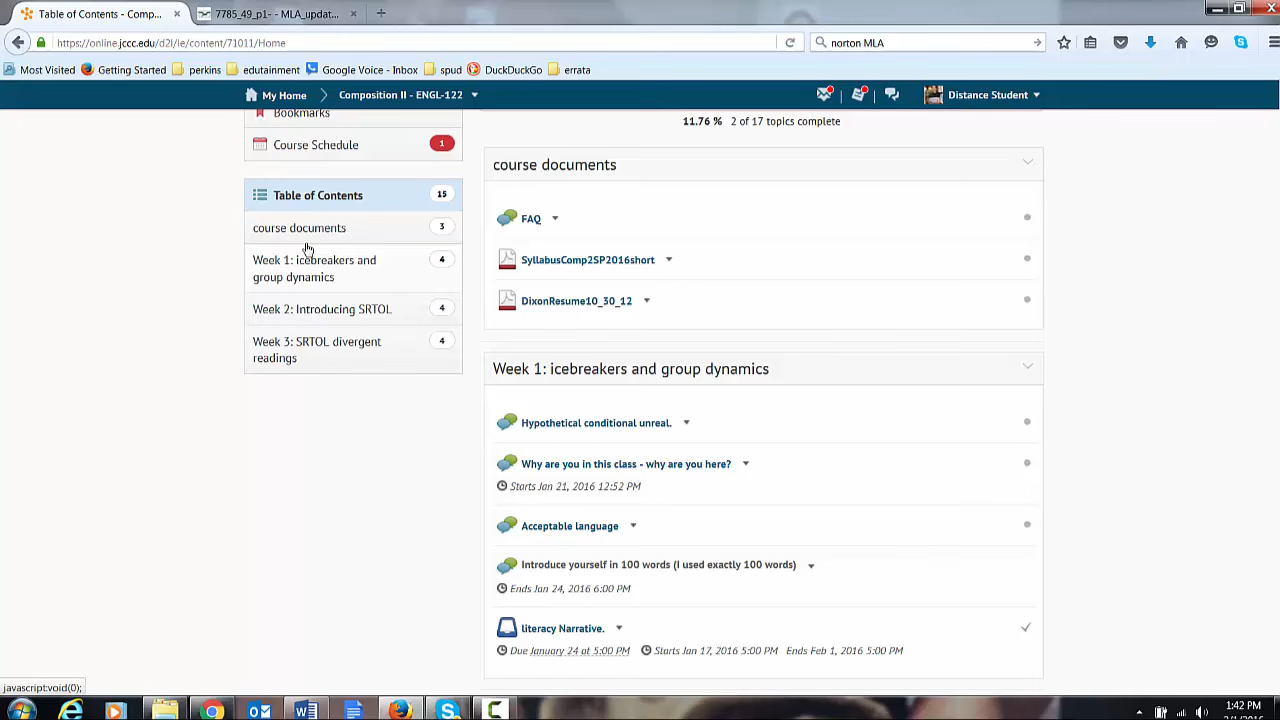 Table of Contents - Comp...
7785_49_p1- - MLA_updat...
https://online.jccc.edu/d2l/le/content/71011/Home
norton MLA
Most Visited
Getting Started
perkins
edutainment
Google Voice - Inbox
spud
DuckDuckGo
errata
My Home
Composition II - ENGL-122
Distance Student
Bookmarks
Course Schedule
1
Table of Contents
15
course documents
3
Week 1: icebreakers and
group dynamics
4
Week 2: Introducing SRTOL
4
Week 3: SRTOL divergent
readings
4
11.76 % 2 of 17 topics complete
course documents
FAQ
SyllabusComp2SP2016short
DixonResume10_30_12
Week 1: icebreakers and group dynamics
Hypothetical conditional unreal.
Why are you in this class - why are you here?
Starts Jan 21, 2016 12:52 PM
Acceptable language
Introduce yourself in 100 words (I used exactly 100 words)
Ends Jan 24, 2016 6:00 PM
literacy Narrative.
Due January 24 at 5:00 PM Starts Jan 17, 2016 5:00 PM Ends Feb 1, 2016 5:00 PM
javascript:void(0);
1:42 PM